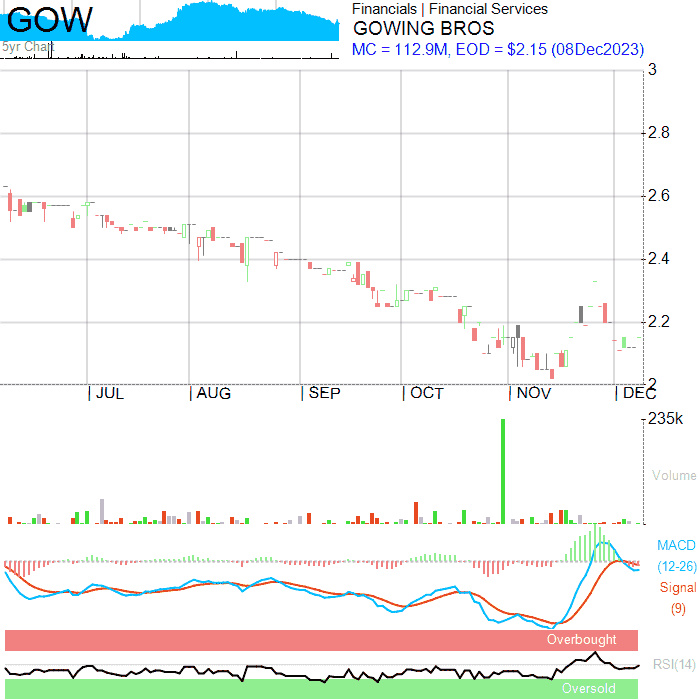 GOW
5yr Chart
Financials | Financial Services
GOWING BROS
MC = 112.9M, EOD = $2.15 (08Dec2023)
3
2.8
2.6
2.4
2.2
2
JUL AUG SEP OCT NOV DEC
235k
Volume
MACD
(12-26)
Signal
(9)
Overbought
RSI(14)
Oversold